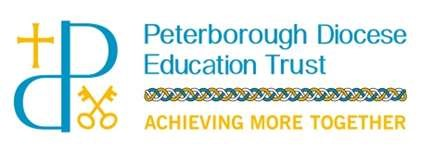 Peterborough Diocese
Education Trust
ACHIEVING MORE TOGETHER